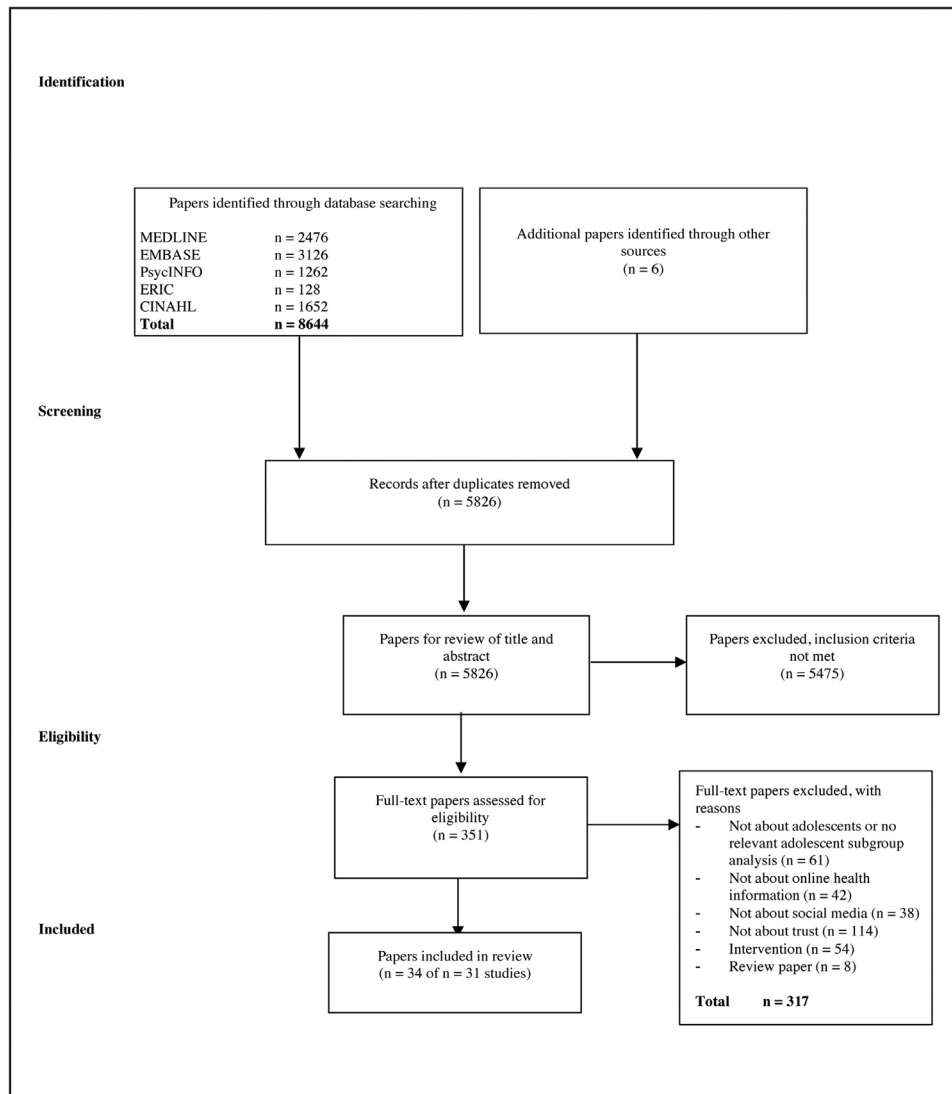 Identification
Papers identified through database searching
MEDLINE n = 2476
EMBASE n = 3126
PsycINFO n = 1262
ERIC n = 128
CINAHL n = 1652
Total n = 8644
Additional papers identified through other
sources
(n = 6)
Screening
Records after duplicates removed
(n = 5826)
Papers for review of title and
abstract
(n = 5826)
Papers excluded, inclusion criteria
not met
(n = 5475)
Eligibility
Full-text papers assessed for
eligibility
(n = 351)
Full-text papers excluded, with
reasons
- Not about adolescents or no
relevant adolescent subgroup
analysis (n = 61)
- Not about online health
information (n = 42)
- Not about social media (n = 38)
- Not about trust (n = 114)
- Intervention (n = 54)
- Review paper (n = 8)
Total n = 317
Included
Papers included in review
(n = 34 of n = 31 studies)